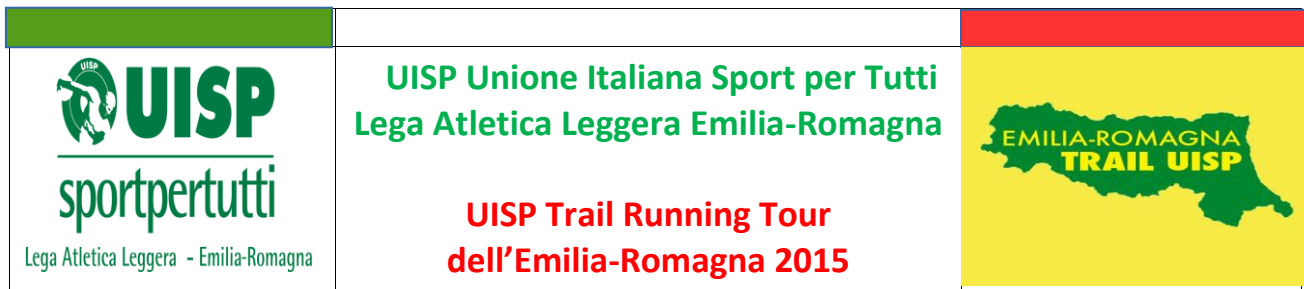 UISP
UISP
sportpertutti
Lega Atletica Leggera - Emilia-Romagna
UISP Unione Italiana Sport per Tutti
Lega Atletica Leggera Emilia-Romagna
UISP Trail Running Tour
dell’Emilia-Romagna 2015
EMILIA-ROMAGNA
TRAIL UISP